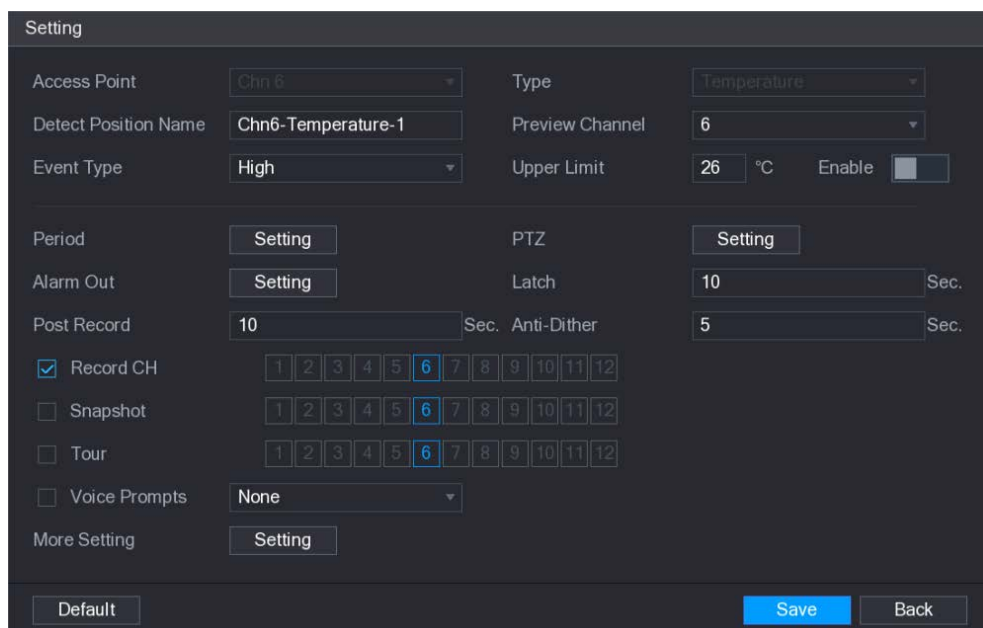 Setting
Access Point Chn 6 Type Temperature
Detect Position Name Chn6-Temperature-1 Preview Channel 6
Event Type High Upper Limit 26 °C Enable
Period Setting PTZ Setting
Alarm Out Setting Latch 10 Sec.
Post Record 10 Sec. Anti-Dither 5 Sec.
Record CH 1 2 3 4 5 6 7 8 9 10 11 12
Snapshot 1 2 3 4 5 6 7 8 9 10 11 12
Tour 1 2 3 4 5 6 7 8 9 10 11 12
Voice Prompts None
More Setting Setting
Default Save Back